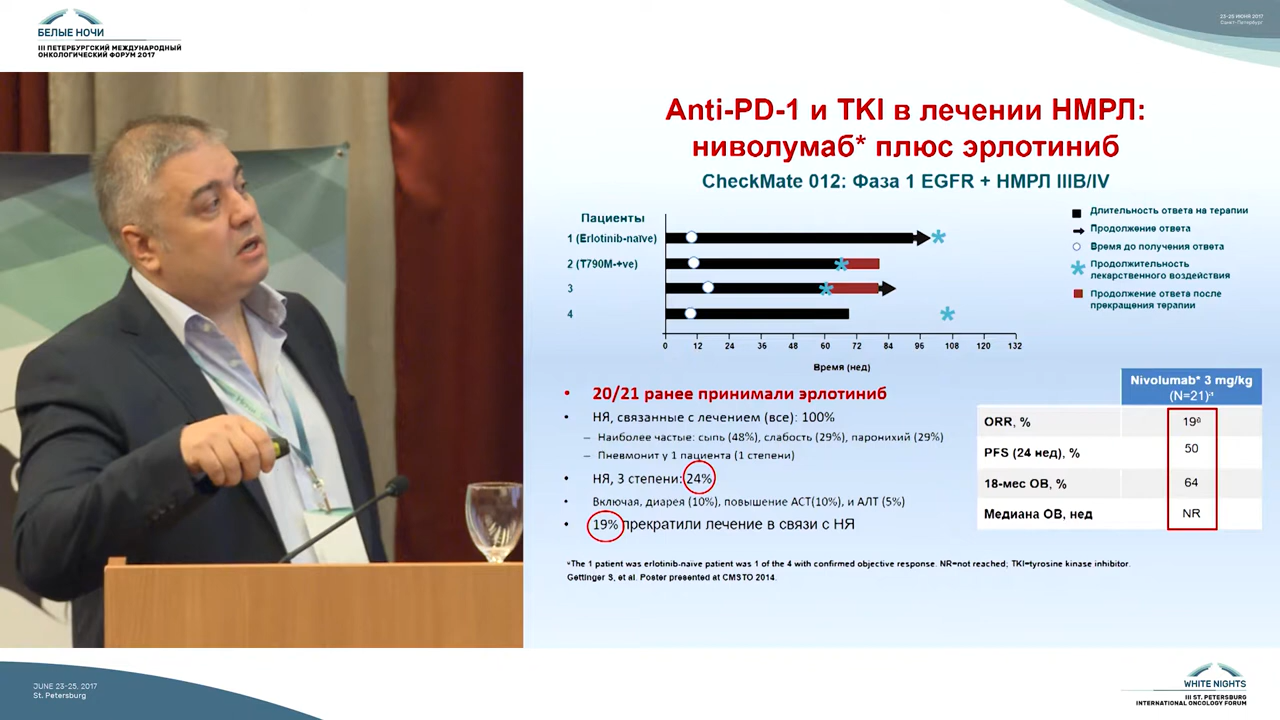 БЕЛЫЕ НОЧИ
III ПЕТЕРБУРГСКИЙ МЕЖДУНАРОДНЫЙ
ОНКОЛОГИЧЕСКИЙ ФОРУМ 2017
23-25 ИЮНЯ 2017
Санкт-Петербург
Anti-PD-1 и TKI в лечении НМРЛ:
ниволумаб* плюс эрлотиниб
CheckMate 012: Фаза 1 EGFR + НМРЛ IIIB/IV
Пациенты
1 (Erlotinib-naïve)
2 (T790M-+ve)
3
4
0 12 24 36 48 60 72 84 96 108 120 132
Время (нед)
Длительность ответа на терапии
Продолжение ответа
Время до получения ответа
Продолжительность
лекарственного воздействия
Продолжение ответа после
прекращения терапии
• 20/21 ранее принимали эрлотиниб
• НЯ, связанные с лечением (все): 100%
– Наиболее частые: сыпь (48%), слабость (29%), паронихий (29%)
– Пневмонит у 1 пациента (1 степени)
• НЯ, 3 степени: 24%
• Включая, диарея (10%), повышение АСТ(10%), и АЛТ (5%)
• 19% прекратили лечение в связи с НЯ
Nivolumab* 3 mg/kg
(N=21)
ORR, % 19
PFS (24 нед), % 50
18-мес ОВ, % 64
Медиана ОВ, нед NR
The 1 patient was erlotinib-naive patient was 1 of the 4 with confirmed objective response. NR=not reached; TKI=tyrosine kinase inhibitor.
Gettinger S, et al. Poster presented at CMSTO 2014.
JUNE 23-25, 2017
St. Petersburg
WHITE NIGHTS
III ST. PETERSBURG
INTERNATIONAL ONCOLOGY FORUM